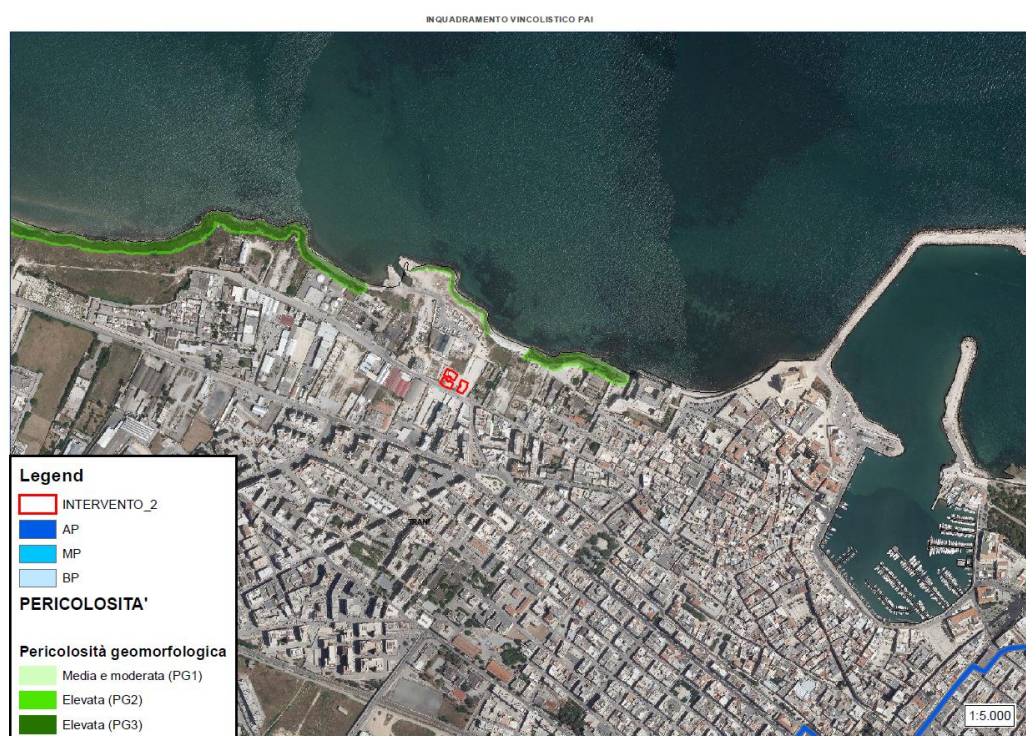 INQUADRAMENTO VINCOLISTICO PAI
TRANI
Legend
INTERVENTO_2
AP
MP
BP
PERICOLOSITA'
Pericolosità geomorfologica
Media e moderata (PG1)
Elevata (PG2)
Elevata (PG3)
1:5.000